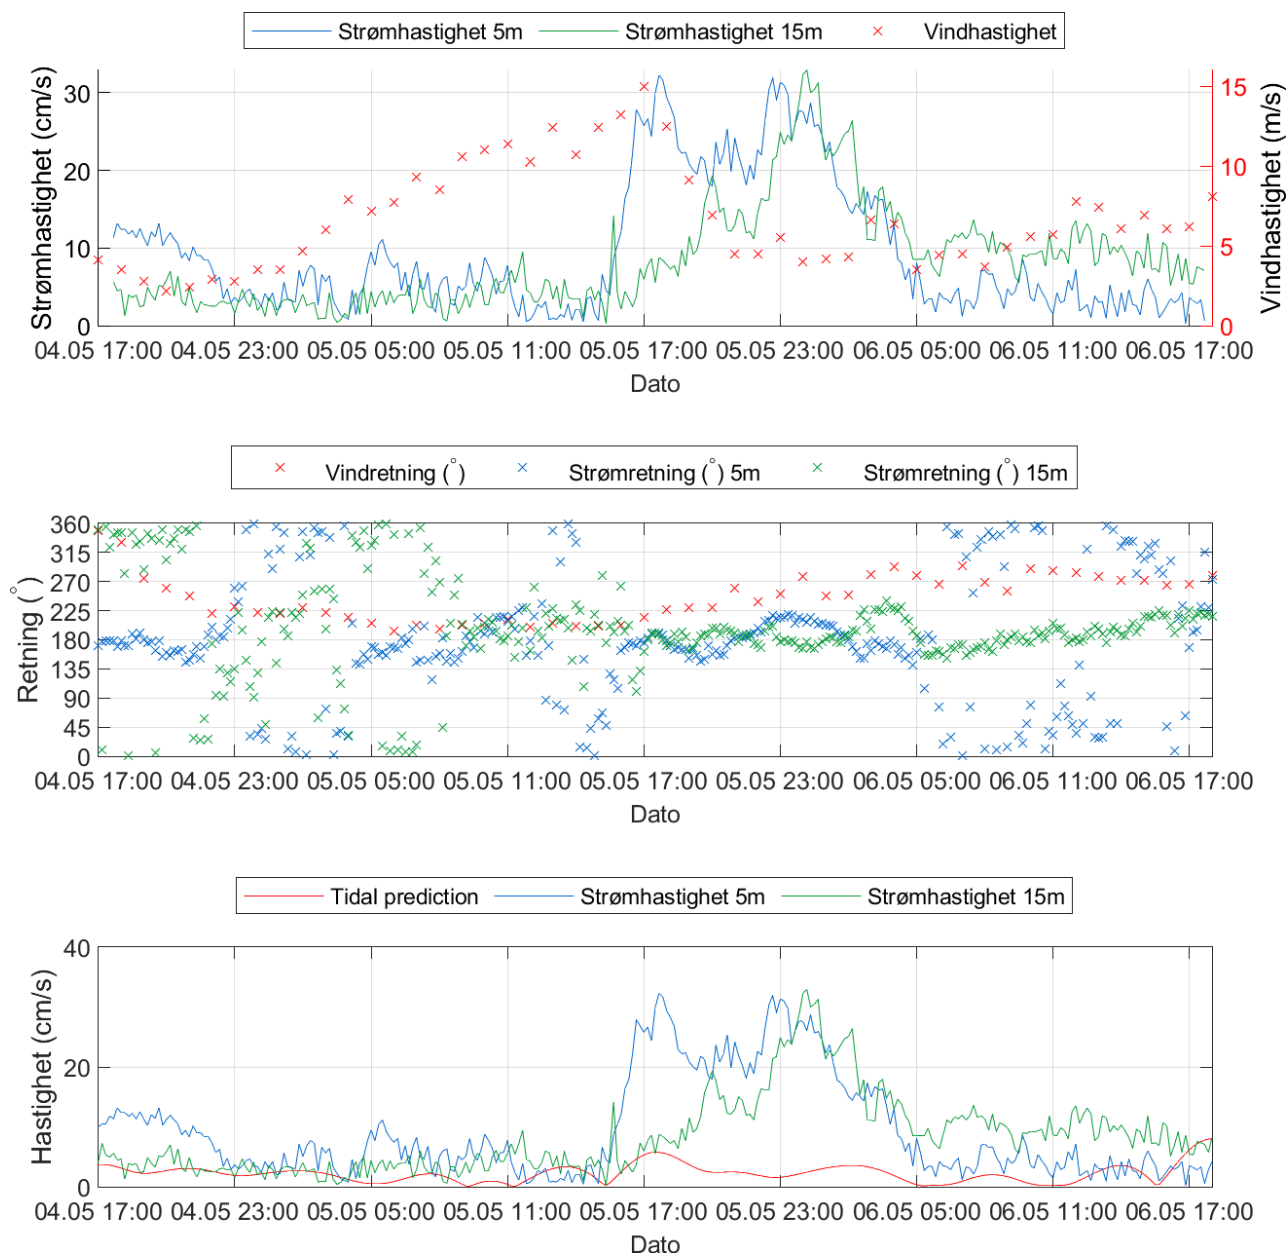 Strømhastighet 5m Strømhastighet 15m Vindhastighet
Strømhastighet (cm/s)
30
20
10
0
15
10
5
0
Vindhastighet (m/s)
04.05 17:00 04.05 23:00 05.05 05:00 05.05 11:00 05.05 17:00 05.05 23:00 06.05 05:00 06.05 11:00 06.05 17:00
Dato
Vindretning (°) Strømretning (°) 5m Strømretning (°) 15m
Retning (°)
360
315
270
225
180
135
90
45
0
04.05 17:00 04.05 23:00 05.05 05:00 05.05 11:00 05.05 17:00 05.05 23:00 06.05 05:00 06.05 11:00 06.05 17:00
Dato
Tidal prediction Strømhastighet 5m Strømhastighet 15m
Hastighet (cm/s)
40
20
0
04.05 17:00 04.05 23:00 05.05 05:00 05.05 11:00 05.05 17:00 05.05 23:00 06.05 05:00 06.05 11:00 06.05 17:00
Dato